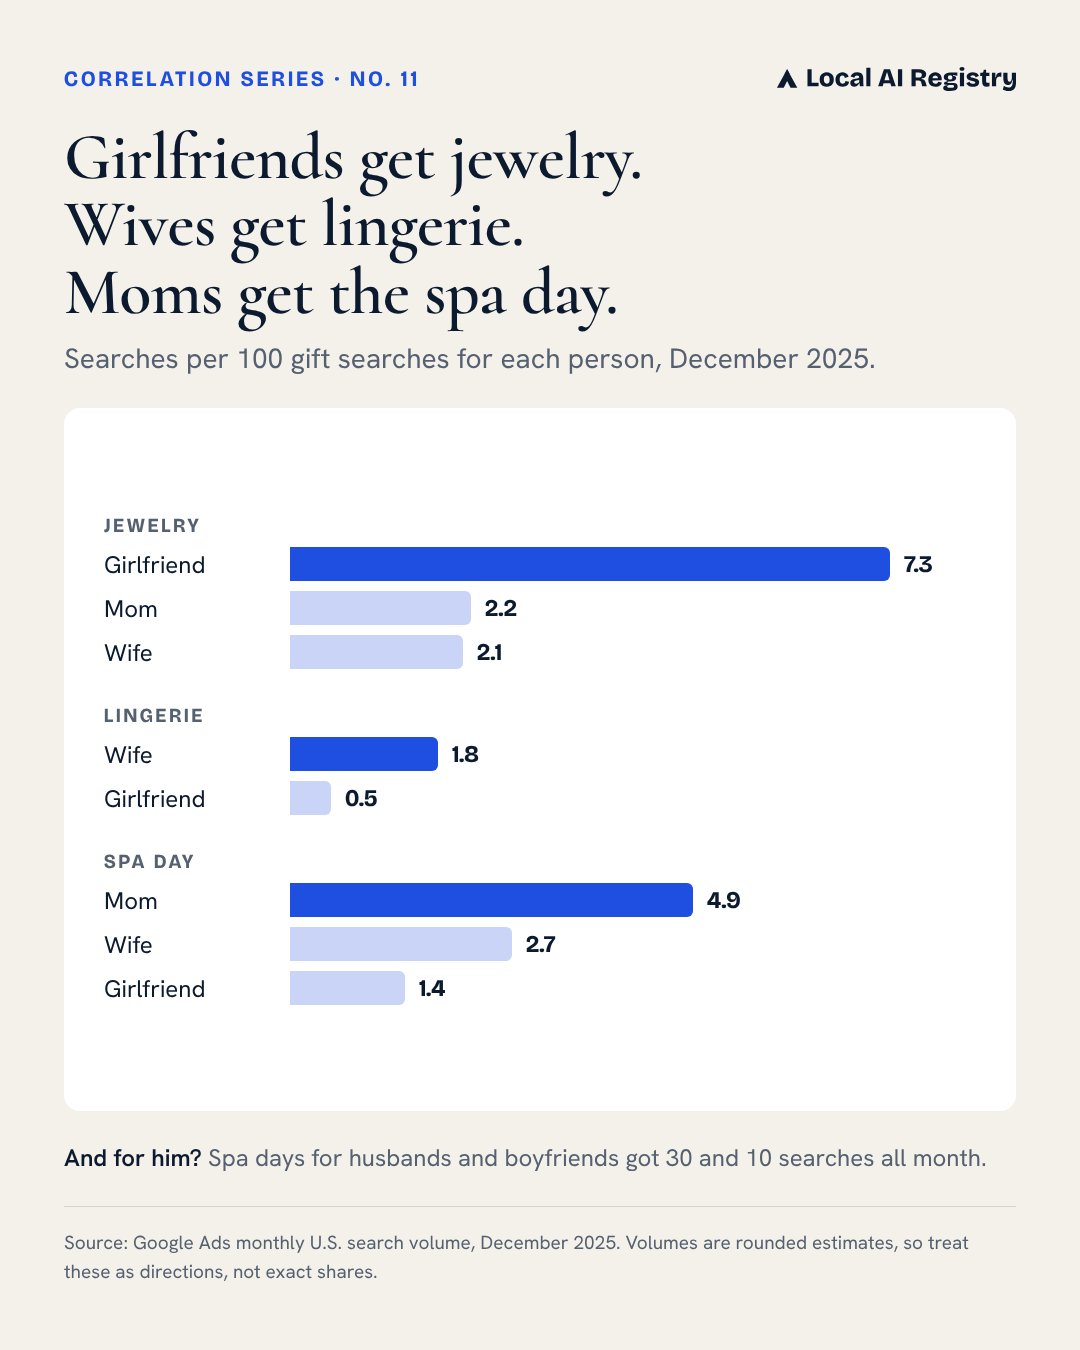 CORRELATION SERIES · NO. 11
Local AI Registry
Girlfriends get jewelry.
Wives get lingerie.
Moms get the spa day.
Searches per 100 gift searches for each person, December 2025.
JEWELRY
Girlfriend 7.3
Mom 2.2
Wife 2.1
LINGERIE
Wife 1.8
Girlfriend 0.5
SPA DAY
Mom 4.9
Wife 2.7
Girlfriend 1.4
And for him? Spa days for husbands and boyfriends got 30 and 10 searches all month.
Source: Google Ads monthly U.S. search volume, December 2025. Volumes are rounded estimates, so treat
these as directions, not exact shares.